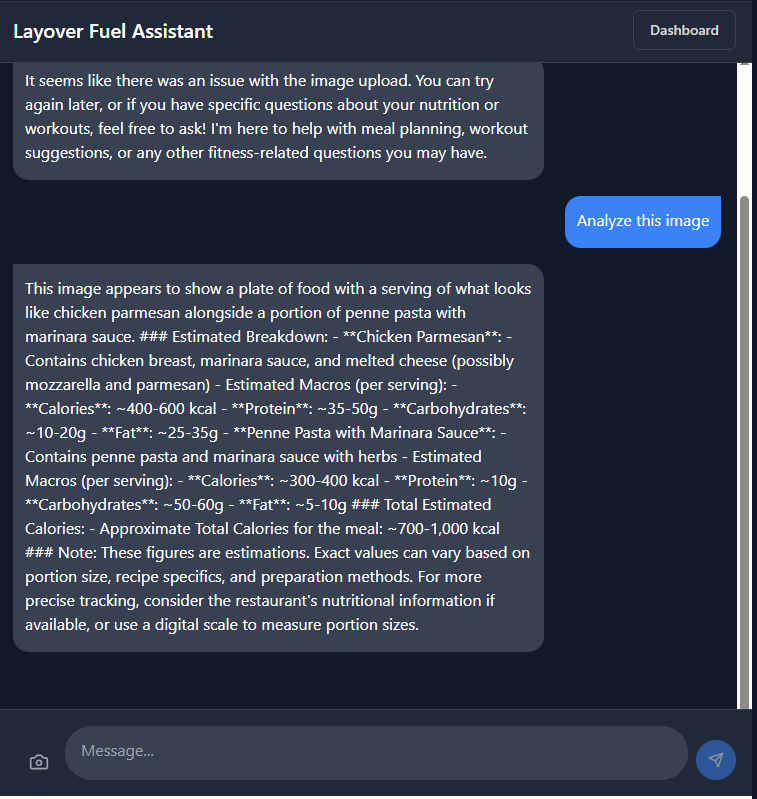 Layover Fuel Assistant
Dashboard
It seems like there was an issue with the image upload. You can try
again later, or if you have specific questions about your nutrition or
workouts, feel free to ask! I'm here to help with meal planning, workout
suggestions, or any other fitness-related questions you may have.
Analyze this image
This image appears to show a plate of food with a serving of what looks
like chicken parmesan alongside a portion of penne pasta with
marinara sauce. ### Estimated Breakdown: - **Chicken Parmesan**: -
Contains chicken breast, marinara sauce, and melted cheese (possibly
mozzarella and parmesan) - Estimated Macros (per serving): -
**Calories**: ~400-600 kcal - **Protein**: ~35-50g - **Carbohydrates**:
~10-20g - **Fat**: ~25-35g - **Penne Pasta with Marinara Sauce**: -
Contains penne pasta and marinara sauce with herbs - Estimated
Macros (per serving): - **Calories**: ~300-400 kcal - **Protein**: ~10g -
**Carbohydrates**: ~50-60g - **Fat**: ~5-10g ### Total Estimated
Calories: - Approximate Total Calories for the meal: ~700-1,000 kcal
### Note: These figures are estimations. Exact values can vary based on
portion size, recipe specifics, and preparation methods. For more
precise tracking, consider the restaurant's nutritional information if
available, or use a digital scale to measure portion sizes.
Message...